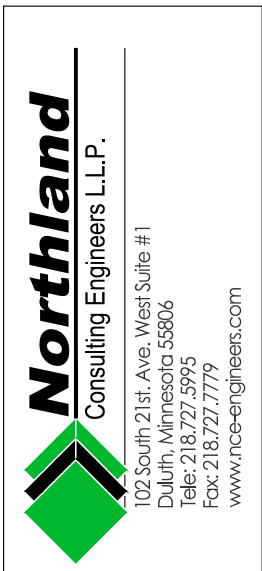 Northland
Consulting Engineers L.L.P.
102 South 21st. Ave. West Suite #1
Duluth, Minnesota 55806
Tele: 218.727.5995
Fax: 218.727.7779
www.nce-engineers.com